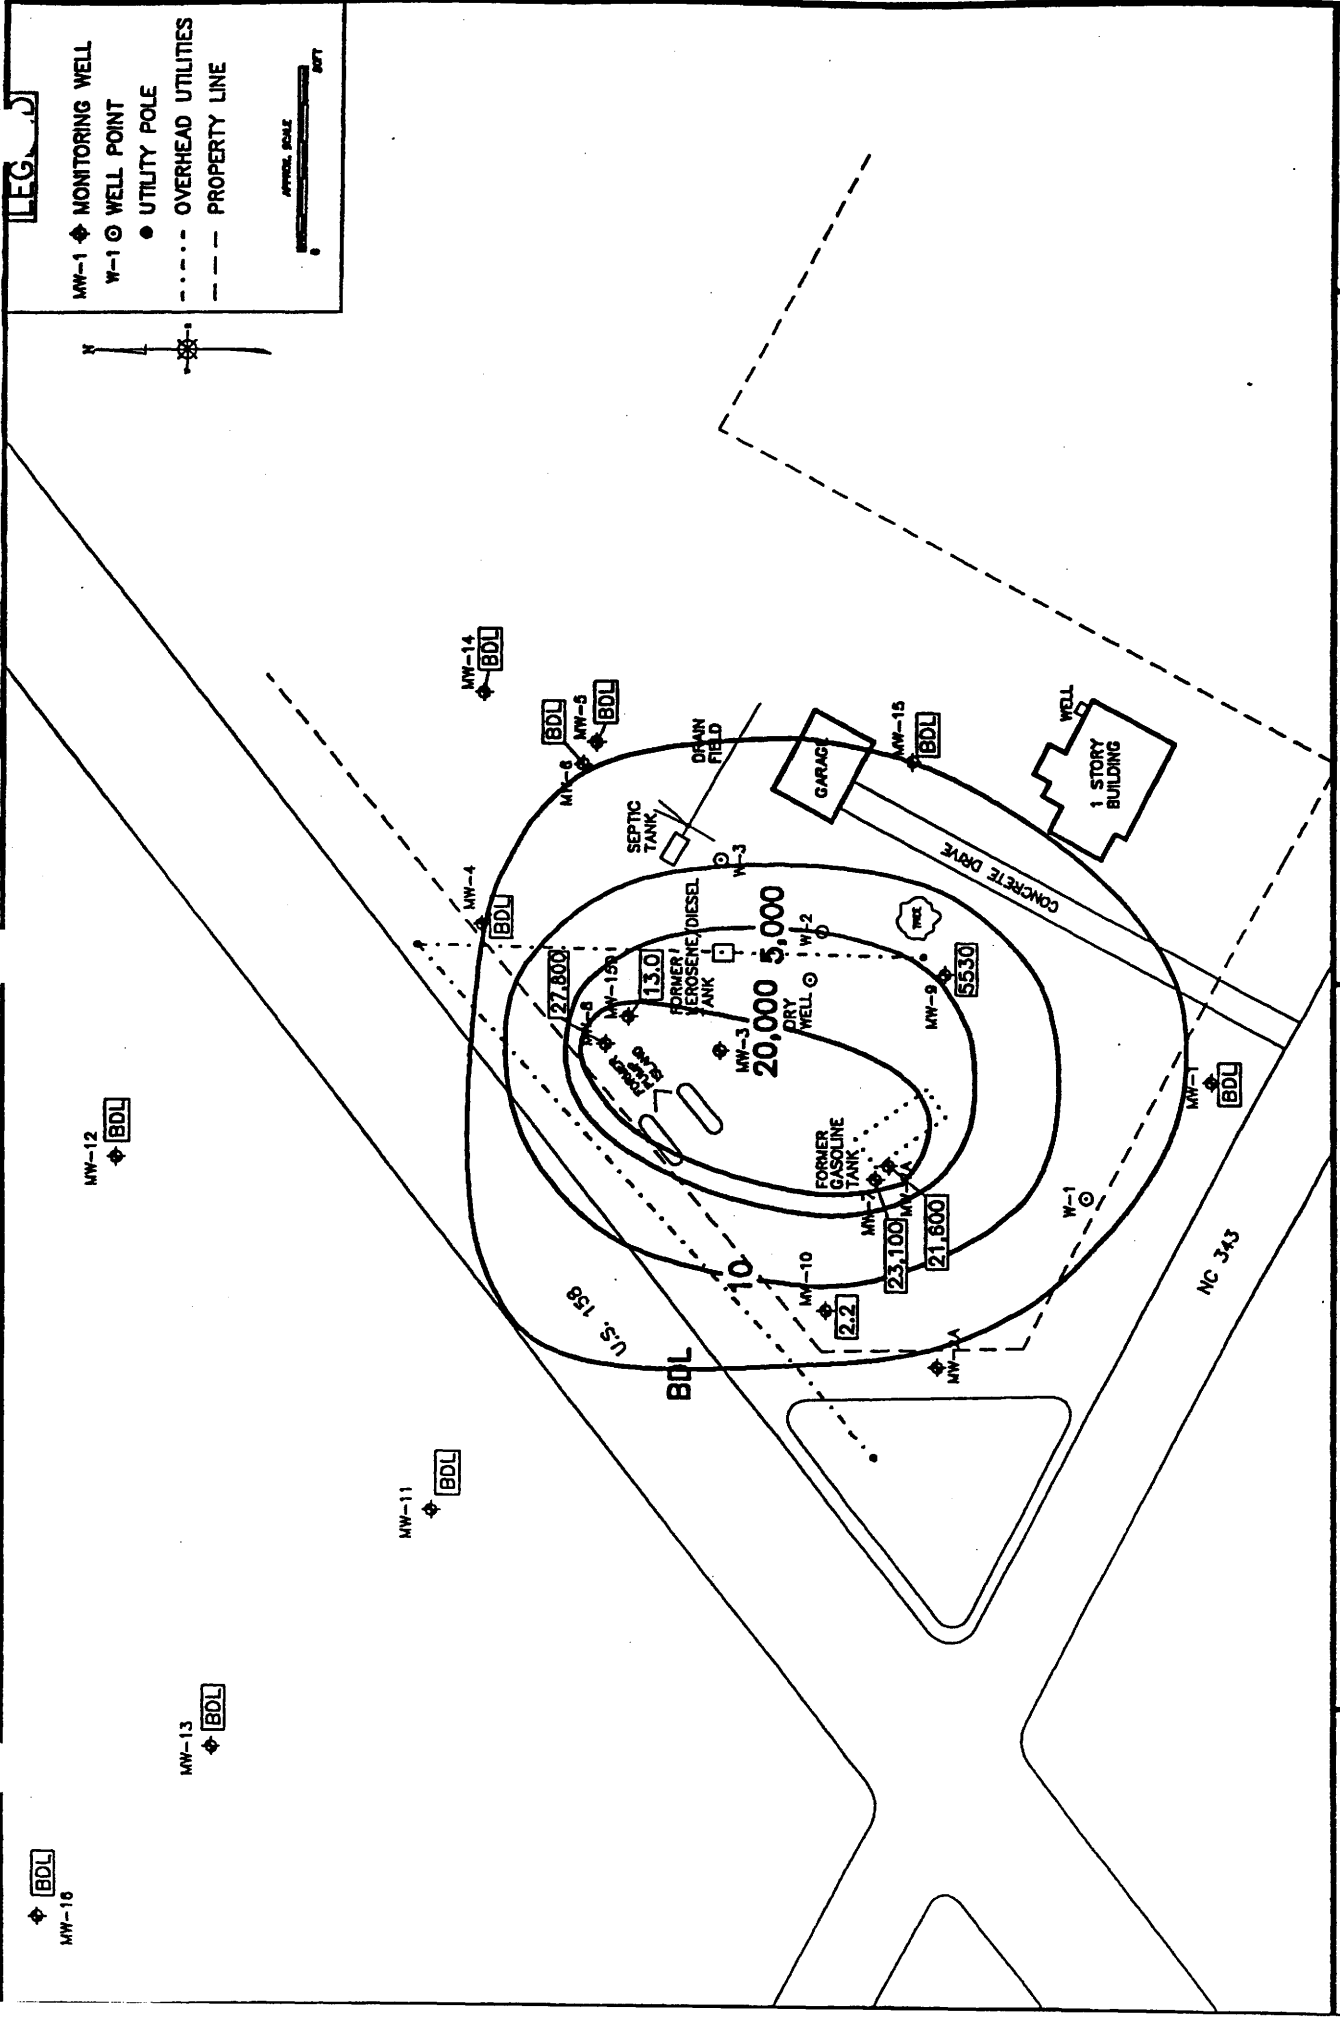 MW-1 MONITORING WELL
W-1 WELL POINT
UTILITY POLE
OVERHEAD UTILITIES
PROPERTY LINE
APPROX. SCALE
0
N
MW-16
BDL
MW-13
BDL
MW-12
BDL
MW-11
BDL
MW-14
BDL
BDL
MW-5
BDL
MW-6
MW-4
BDL
DRAIN
FIELD
SEPTIC
TANK
W-3
GARAGE
MW-15
BDL
WELL
1 STORY
BUILDING
CONCRETE DRIVE
TREE
27,800
MW-8
13.0
FORMER
KEROSENE/DIESEL
TANK
5,000
W-2
20,000
DRY
WELL
MW-3
FORMER
PUMP
ISLAND
MW-9
5530
FORMER
GASOLINE
TANK
MW-7
23,100
21,600
U.S. 158
10
MW-10
2.2
BDL
W-1
MW-1
BDL
NC 343